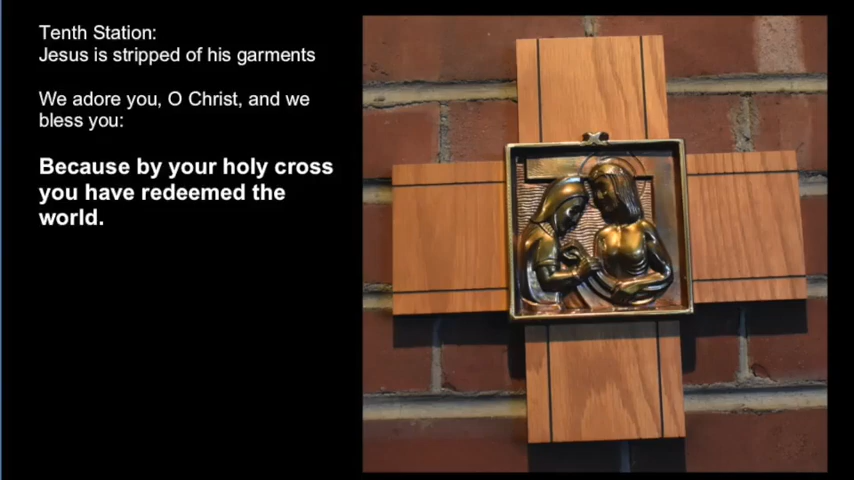 Tenth Station:
Jesus is stripped of his garments
We adore you, O Christ, and we
bless you:
Because by your holy cross
you have redeemed the
world.